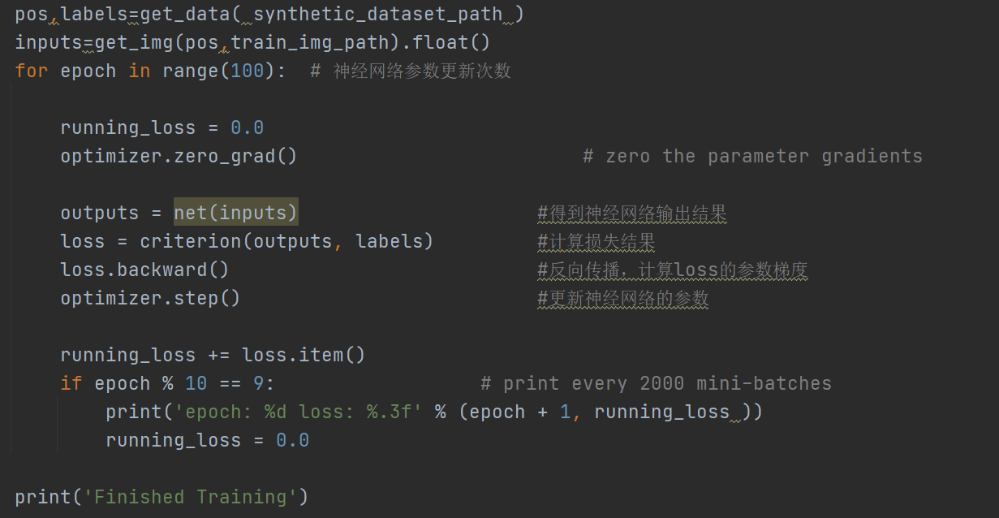 pos,labels=get_data( synthetic_dataset_path )
inputs=get_img(pos,train_img_path).float()
for epoch in range(100):  # 神经网络参数更新次数
running_loss = 0.0
optimizer.zero_grad()  # zero the parameter gradients
outputs = net(inputs)  #得到神经网络输出结果
loss = criterion(outputs, labels)  #计算损失结果
loss.backward()  #反向传播，计算loss的参数梯度
optimizer.step()  #更新神经网络的参数
running_loss += loss.item()
if epoch % 10 == 9:  # print every 2000 mini-batches
print('epoch: %d loss: %.3f' % (epoch + 1, running_loss ))
running_loss = 0.0
print('Finished Training')